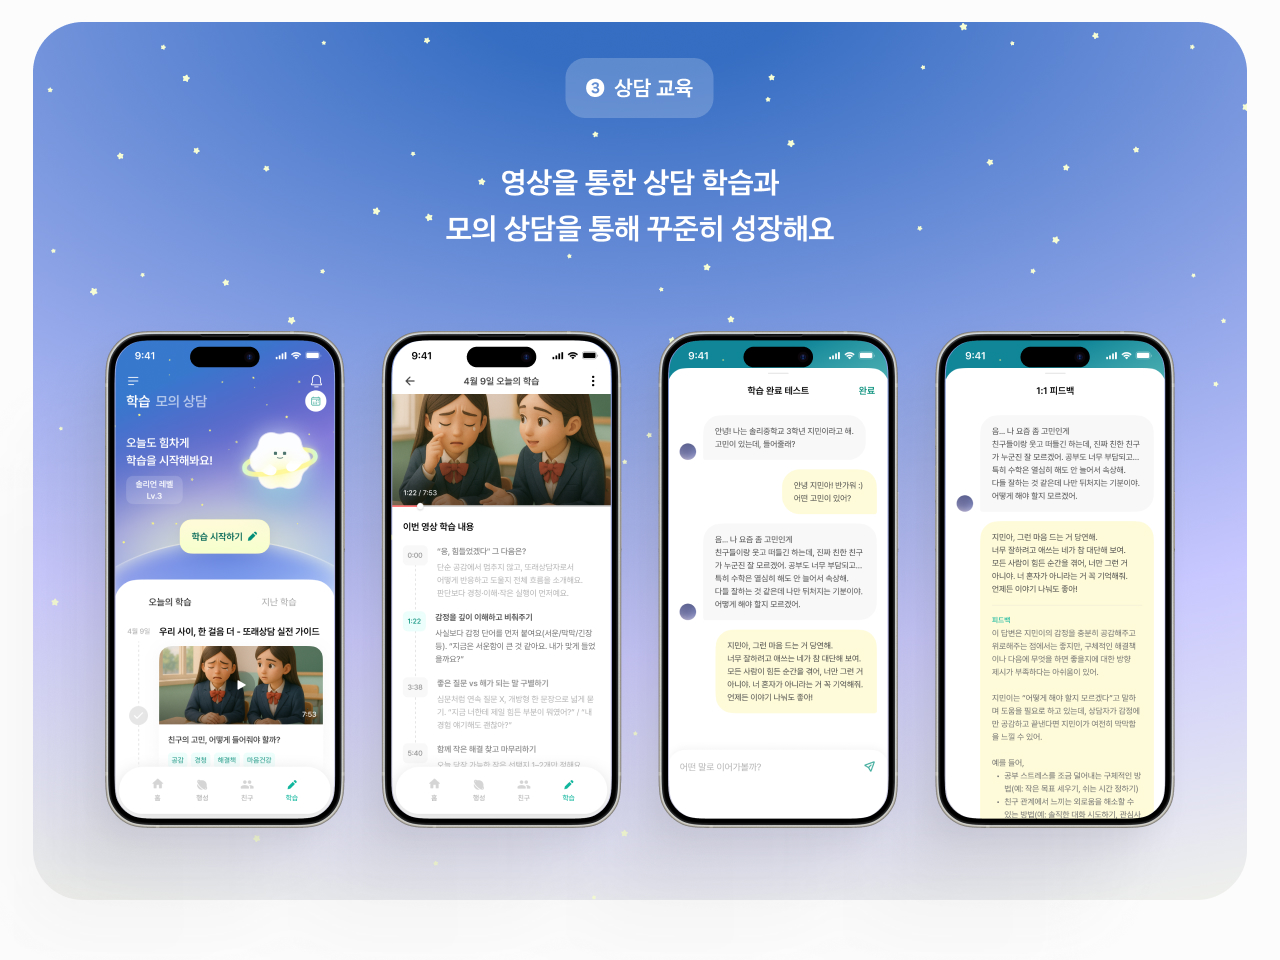 3 상담 교육
영상을 통한 상담 학습과
모의 상담을 통해 꾸준히 성장해요
9:41
학습 모의 상담
오늘도 힘차게
학습을 시작해봐요!
솔리언 레벨
Lv.3
학습 시작하기
오늘의 학습
지난 학습
4월 9일
우리 사이, 한 걸음 더 - 또래상담 실전 가이드
7:53
친구의 고민, 어떻게 들어줘야 할까?
공감 경청 해결책 마음건강
홈 행성 친구 학습
9:41
4월 9일 오늘의 학습
1:22 / 7:53
이번 영상 학습 내용
0:00
"응, 힘들었겠다" 그 다음은?
단순 공감에서 멈추지 않고, 또래상담자로서
어떻게 반응하고 도울지 전체 흐름을 소개해요.
판단보다 경청·이해·작은 실행이 먼저예요.
1:22
감정을 깊이 이해하고 비춰주기
사실보다 감정 단어를 먼저 붙여요(서운/막막/긴장
등). "지금은 서운함이 큰 것 같아요. 내가 맞게 들었
을까요?"
3:38
좋은 질문 vs 해가 되는 말 구별하기
심문처럼 연속 질문 X, 개방형 한 문장으로 넓게 묻
기. "지금 너한테 제일 힘든 부분이 뭐였어?" / "내
경험 얘기해도 괜찮아?"
5:40
함께 작은 해결 찾고 마무리하기
오늘 당장 가능한 작은 선택지 1~2개만 정해요
홈 행성 친구 학습
9:41
학습 완료 테스트
완료
안녕! 나는 솔리중학교 3학년 지민이라고 해.
고민이 있는데, 들어줄래?
안녕 지민아! 반가워 :)
어떤 고민이 있어?
음... 나 요즘 좀 고민인게
친구들이랑 웃고 떠들긴 하는데, 진짜 친한 친구
가 누군진 잘 모르겠어. 공부도 너무 부담되고...
특히 수학은 열심히 해도 안 늘어서 속상해.
다들 잘하는 것 같은데 나만 뒤처지는 기분이야.
어떻게 해야 할지 모르겠어.
지민아, 그런 마음 드는 거 당연해.
너무 잘하려고 애쓰는 네가 참 대단해 보여.
모든 사람이 힘든 순간을 겪어, 너만 그런 거
아니야. 너 혼자가 아니라는 거 꼭 기억해줘.
언제든 이야기 나눠도 좋아!
어떤 말로 이어가볼까?
9:41
1:1 피드백
음... 나 요즘 좀 고민인게
친구들이랑 웃고 떠들긴 하는데, 진짜 친한 친구
가 누군진 잘 모르겠어. 공부도 너무 부담되고...
특히 수학은 열심히 해도 안 늘어서 속상해.
다들 잘하는 것 같은데 나만 뒤처지는 기분이야.
어떻게 해야 할지 모르겠어.
지민아, 그런 마음 드는 거 당연해.
너무 잘하려고 애쓰는 네가 참 대단해 보여.
모든 사람이 힘든 순간을 겪어, 너만 그런 거
아니야. 너 혼자가 아니라는 거 꼭 기억해줘.
언제든 이야기 나눠도 좋아!
피드백
이 답변은 지민이의 감정을 충분히 공감해주고
위로해주는 점에서는 좋지만, 구체적인 해결책
이나 다음에 무엇을 하면 좋을지에 대한 방향
제시가 부족하다는 아쉬움이 있어.
지민이는 "어떻게 해야 할지 모르겠다"고 말하
며 도움을 필요로 하고 있는데, 상담자가 감정에
만 공감하고 끝낸다면 지민이가 여전히 막막함
을 느낄 수 있어.
예를 들어,
• 공부 스트레스를 조금 덜어내는 구체적인 방
법(예: 작은 목표 세우기, 쉬는 시간 정하기)
• 친구 관계에서 느끼는 외로움을 해소할 수
있는 방법(예: 솔직한 대화 시도하기, 관심사